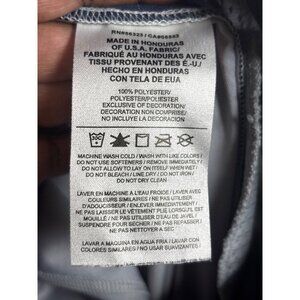 RN#56323 / CA#05553
MADE IN HONDURAS
OF U.S.A. FABRIC/
FABRIQUÉ AU HONDURAS AVEC
TISSU PROVENANT DES É.-U./
HECHO EN HONDURAS
CON TELA DE EUA
100% POLYESTER/
POLYESTER/POLIÉSTER
EXCLUSIVE OF DECORATION/
DÉCORATION NON COMPRISE/
NO INCLUYE LA DECORACIÓN
MACHINE WASH COLD / WASH WITH LIKE COLORS /
DO NOT USE SOFTENERS / REMOVE IMMEDIATELY /
DO NOT ALLOW TO LAY ON ITSELF WHEN WET /
DO NOT BLEACH / LINE DRY / DO NOT IRON /
DO NOT DRY CLEAN
LAVER EN MACHINE À L'EAU FROIDE / LAVER AVEC
COULEURS SIMILAIRES / NE PAS UTILISER
D'ADOUCISSEUR / ENLEVER IMMÉDIATEMENT /
NE PAS LAISSER LE VÊTEMENT PLIÉ LORSQU'IL EST
MOUILLÉ / NE PAS UTILISER D'EAU DE JAVEL /
SUSPENDRE POUR SÉCHER / NE PAS REPASSER /
NE PAS NETTOYER À SEC
LAVAR A MÁQUINA EN AGUA FRÍA / LAVAR CON
COLORES SIMILARES / NO